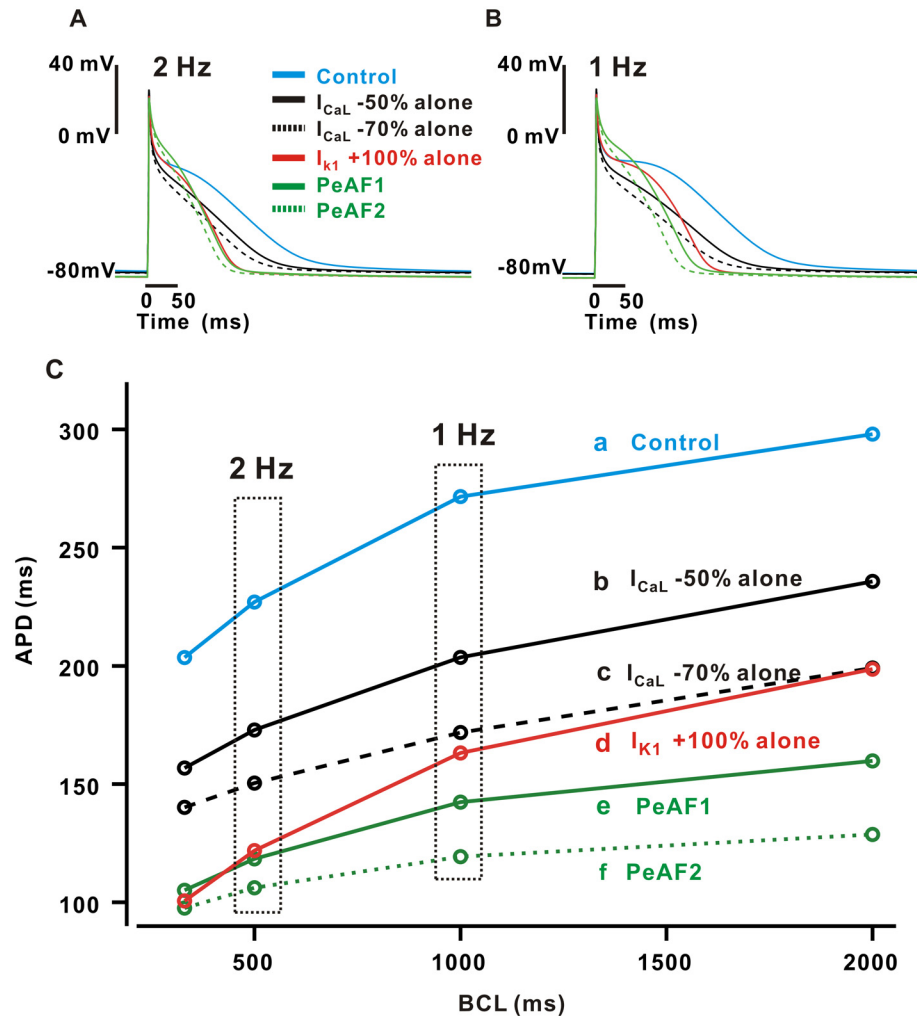 A
40 mV
2 Hz
0 mV
-80mV
0 50
Time (ms)
Control
I_CaL -50% alone
I_CaL -70% alone
I_k1 +100% alone
PeAF1
PeAF2
B
40 mV
1 Hz
0 mV
-80mV
0 50
Time (ms)
C
300
250
200
150
100
APD (ms)
2 Hz
1 Hz
a Control
b I_CaL -50% alone
c I_CaL -70% alone
d I_K1 +100% alone
e PeAF1
f PeAF2
500 1000 1500 2000
BCL (ms)